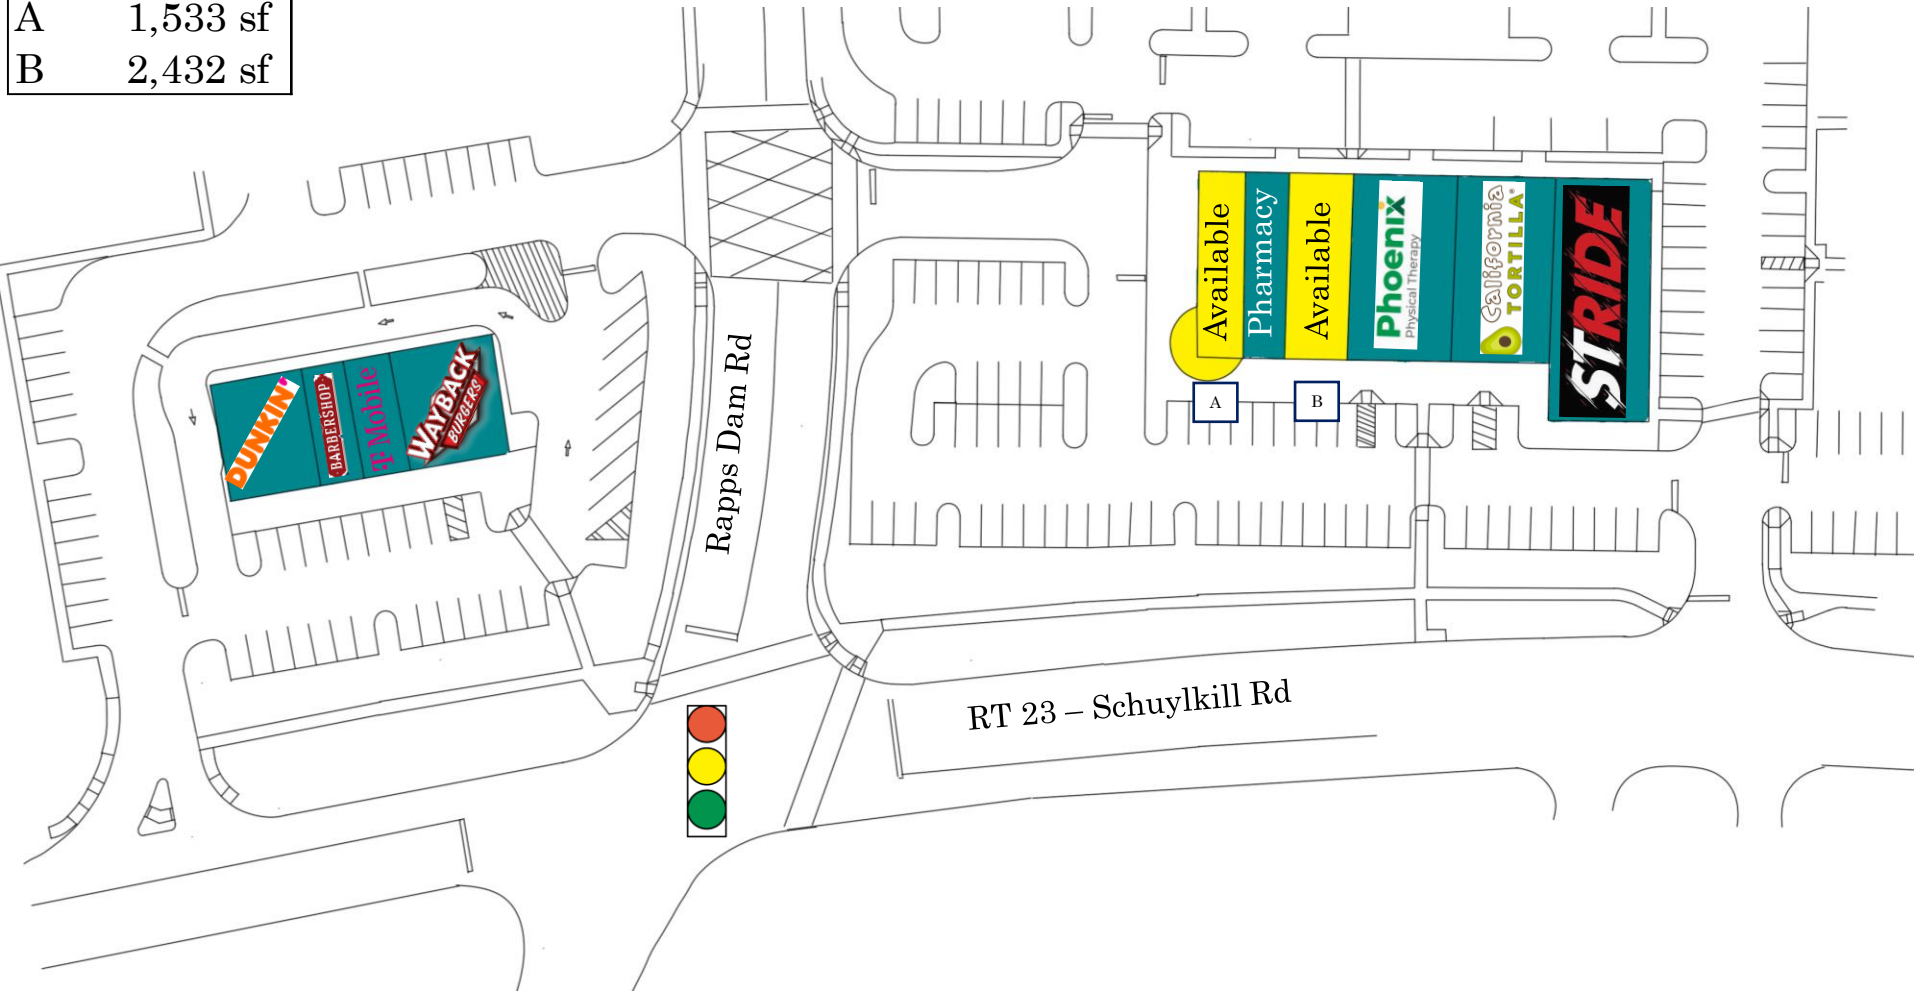 A 1,533 sf
B 2,432 sf
Available
Pharmacy
Available
Phoenix
Physical Therapy
California
TORTILLA®
STRIDE
A
B
DUNKIN'
BARBERSHOP
T Mobile
WAYBACK
BURGERS
Rapps Dam Rd
RT 23 – Schuylkill Rd